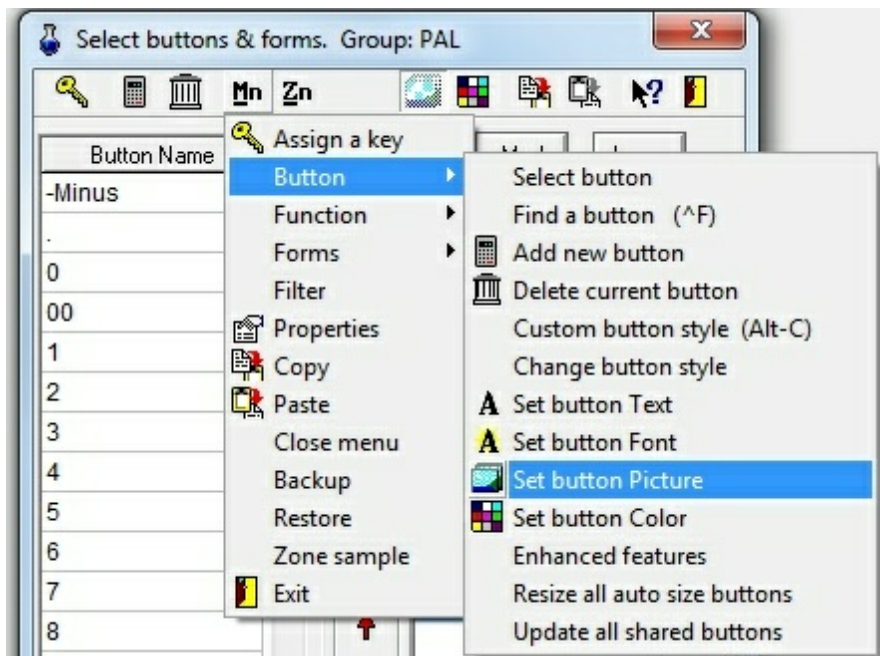 Select buttons & forms. Group: PAL
Mn Zn
Button Name
-Minus
.
0
00
1
2
3
4
5
6
7
8
Assign a key
Button
Function
Forms
Filter
Properties
Copy
Paste
Close menu
Backup
Restore
Zone sample
Exit
Select button
Find a button (^F)
Add new button
Delete current button
Custom button style (Alt-C)
Change button style
A Set button Text
A Set button Font
Set button Picture
Set button Color
Enhanced features
Resize all auto size buttons
Update all shared buttons